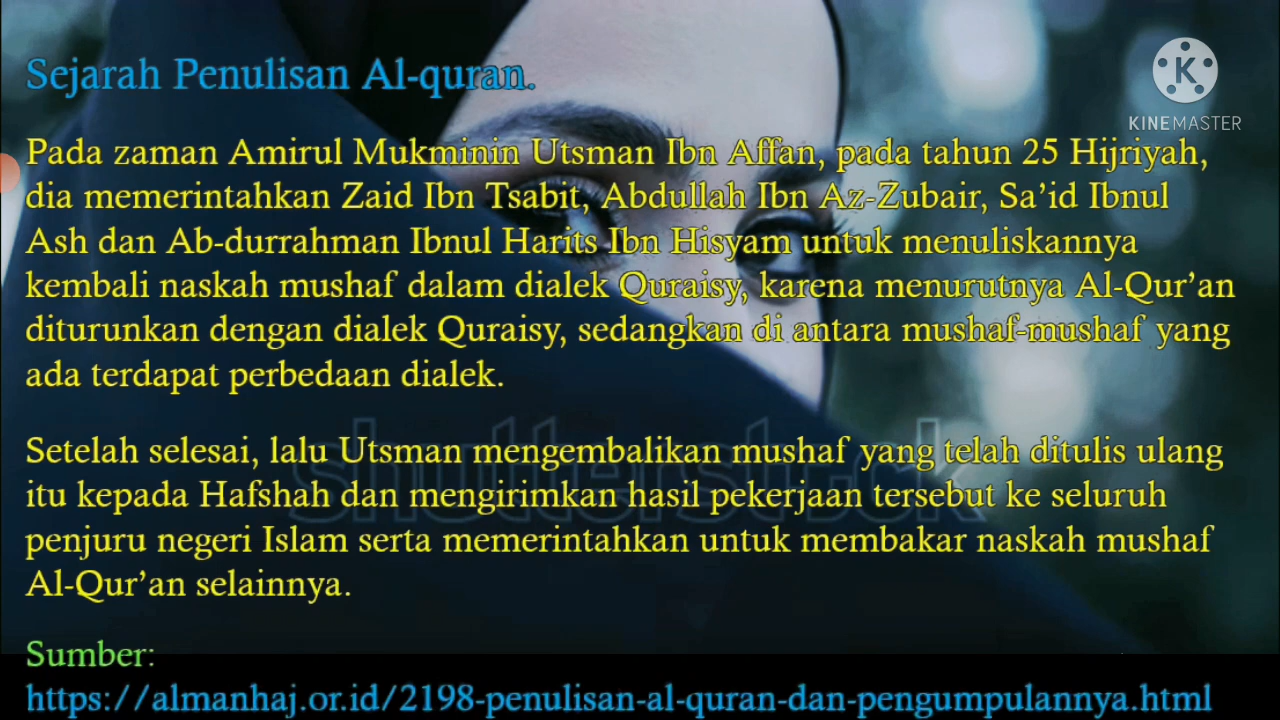 Sejarah Penulisan Al-quran.
K
KINEMASTER
Pada zaman Amirul Mukminin Utsman Ibn Affan, pada tahun 25 Hijriyah,
dia memerintahkan Zaid Ibn Tsabit, Abdullah Ibn Az-Zubair, Sa’id Ibnul
Ash dan Ab-durrahman Ibnul Harits Ibn Hisyam untuk menuliskannya
kembali naskah mushaf dalam dialek Quraisy, karena menurutnya Al-Qur’an
diturunkan dengan dialek Quraisy, sedangkan di antara mushaf-mushaf yang
ada terdapat perbedaan dialek.
shutterstock
Setelah selesai, lalu Utsman mengembalikan mushaf yang telah ditulis ulang
itu kepada Hafshah dan mengirimkan hasil pekerjaan tersebut ke seluruh
penjuru negeri Islam serta memerintahkan untuk membakar naskah mushaf
Al-Qur’an selainnya.
Sumber:
https://almanhaj.or.id/2198-penulisan-al-quran-dan-pengumpulannya.html